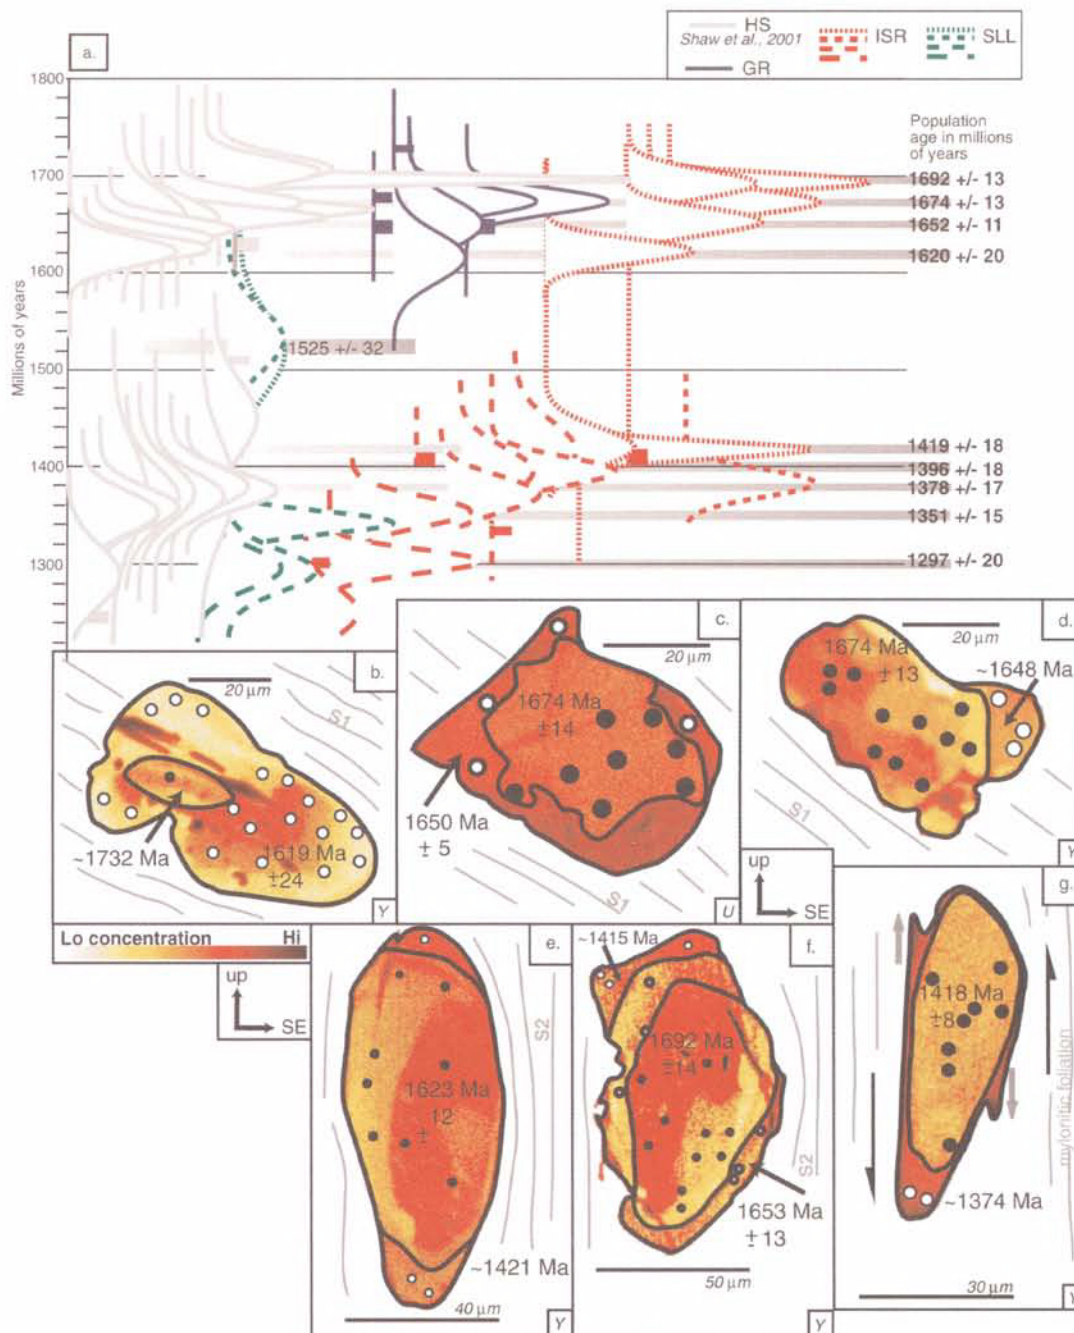 a.
HS
Shaw et al., 2001
GR
ISR
SLL
Population
age in millions
of years
Millions of years
1800
1700
1600
1500
1400
1300
1692 +/- 13
1674 +/- 13
1652 +/- 11
1620 +/- 20
1525 +/- 32
1419 +/- 18
1396 +/- 18
1378 +/- 17
1351 +/- 15
1297 +/- 20
b.
20 µm
S1
~1732 Ma
1619 Ma
±24
Y
c.
20 µm
1674 Ma
±14
1650 Ma
± 5
S1
U
d.
20 µm
1674 Ma
± 13
~1648 Ma
S1
Y
Lo concentration Hi
up
SE
up
SE
e.
1623 Ma
12
±
S2
~1421 Ma
40 µm
Y
f.
~1415 Ma
1692 Ma
±14
S2
1653 Ma
± 13
50 µm
Y
g.
1418 Ma
±8
mylonitic foliation
~1374 Ma
30 µm
Y